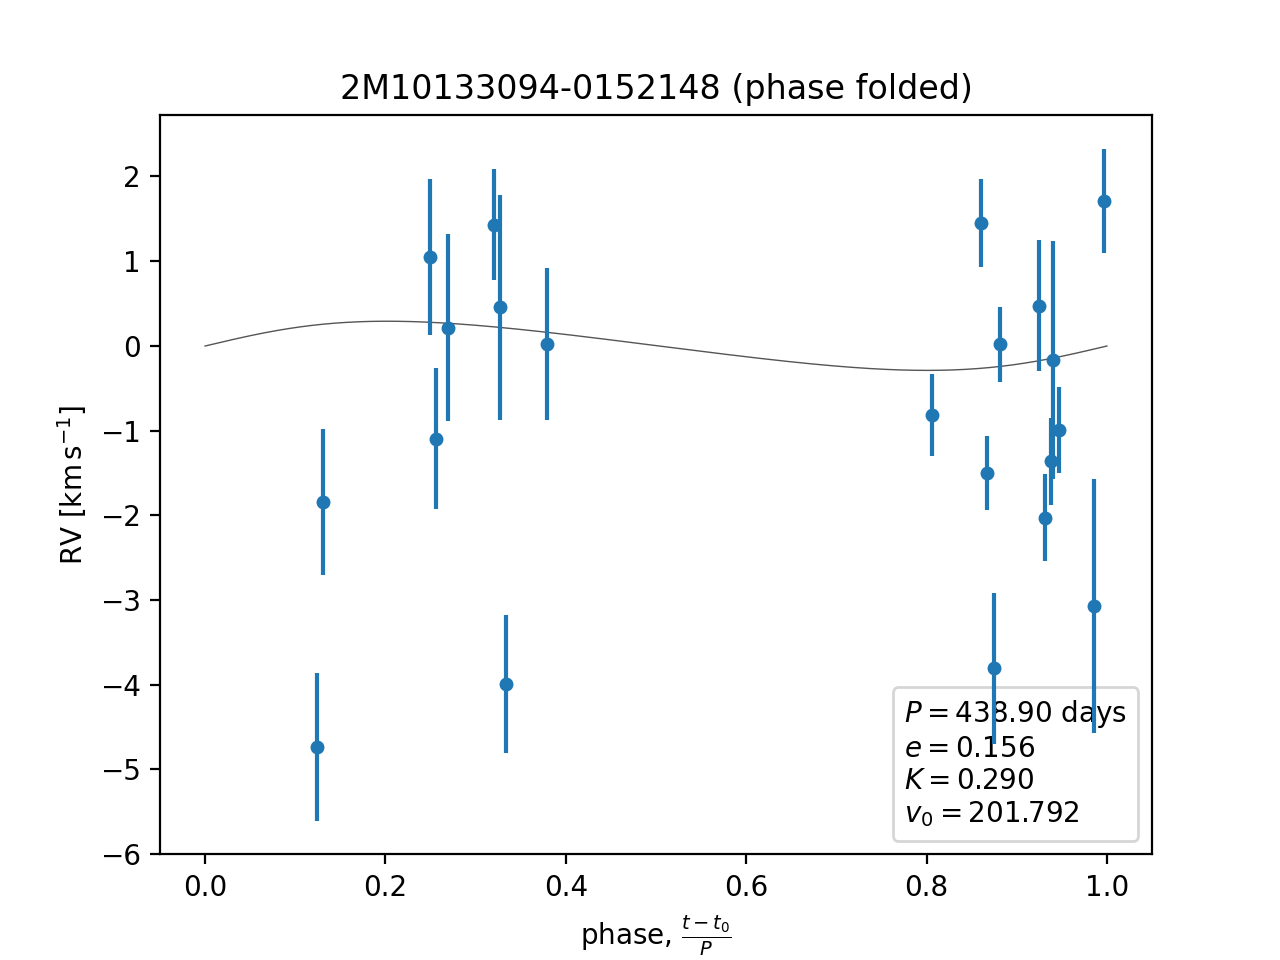 2M10133094-0152148 (phase folded)
RV [km s⁻¹]
2
1
0
−1
−2
−3
−4
−5
−6
P = 438.90 days
e = 0.156
K = 0.290
v₀ = 201.792
0.0 0.2 0.4 0.6 0.8 1.0
phase, (t − t₀)/P